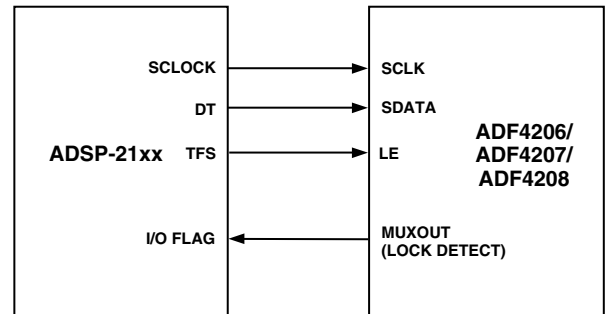 SCLOCK
DT
ADSP-21xx
TFS
I/O FLAG
SCLK
SDATA
LE
MUXOUT
(LOCK DETECT)
ADF4206/
ADF4207/
ADF4208